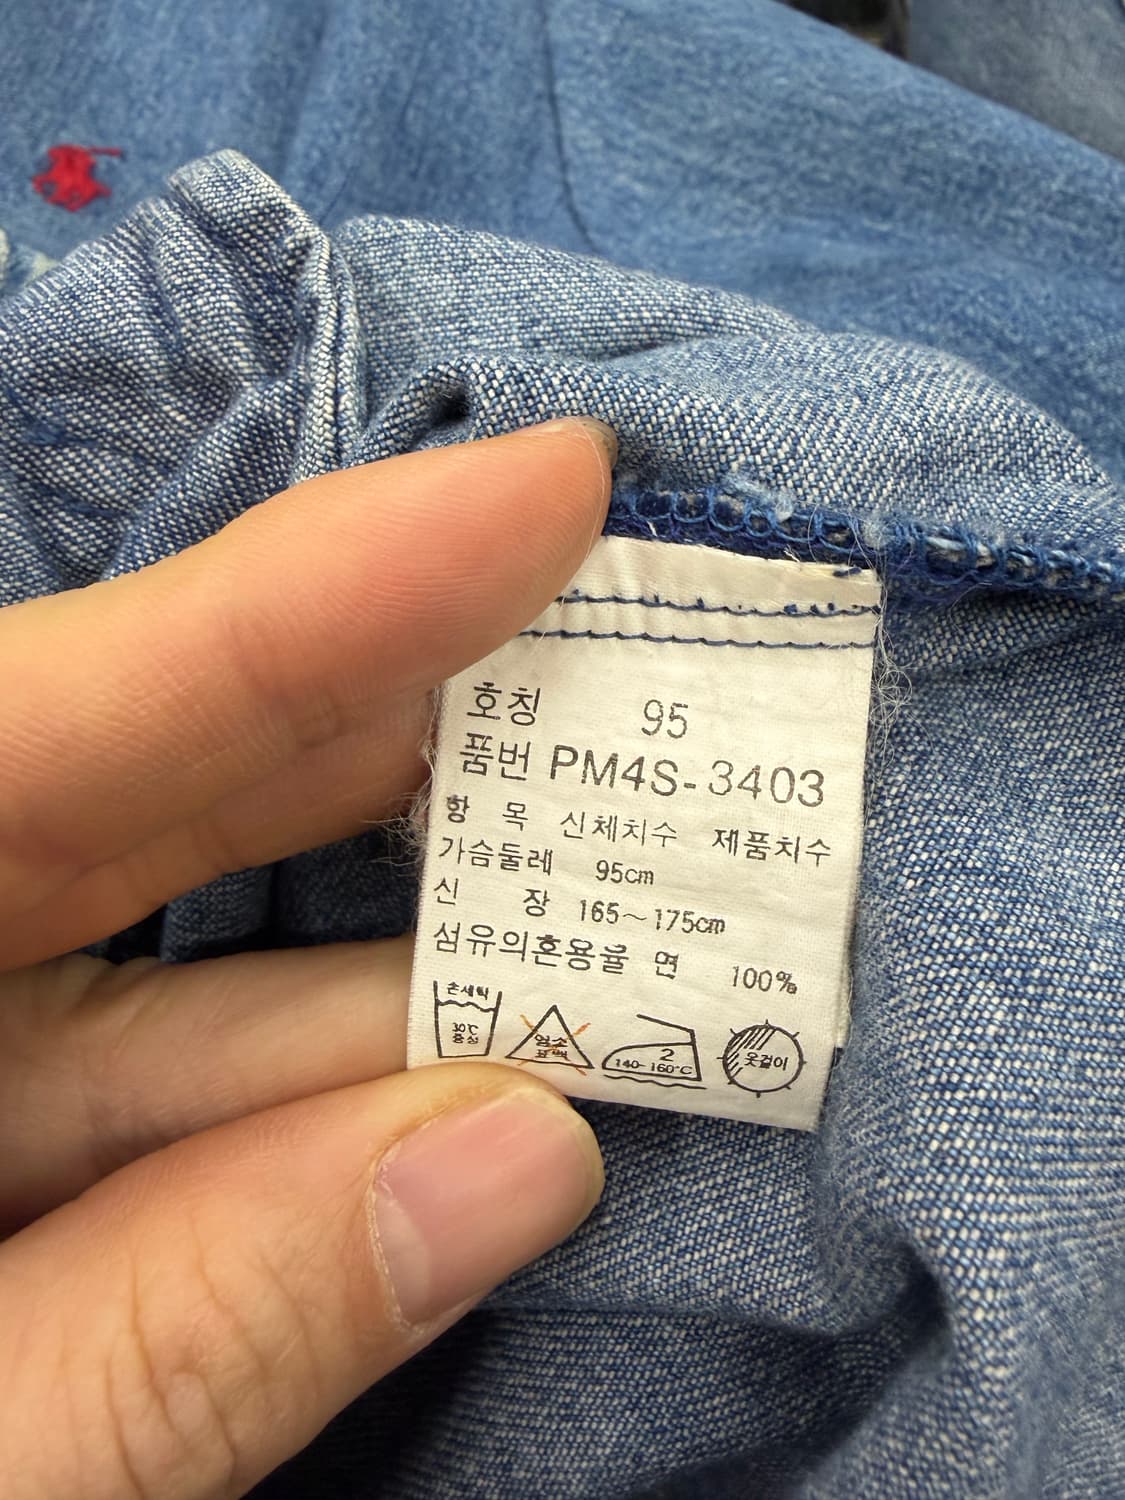 호칭 95
품번 PM4S-3403
항 목 신체치수 제품치수
가슴둘레 95cm
신 장 165~175cm
섬유의혼용율 면 100%
손세탁
30℃
중성
염소
표백
2
140~160℃
옷걸이